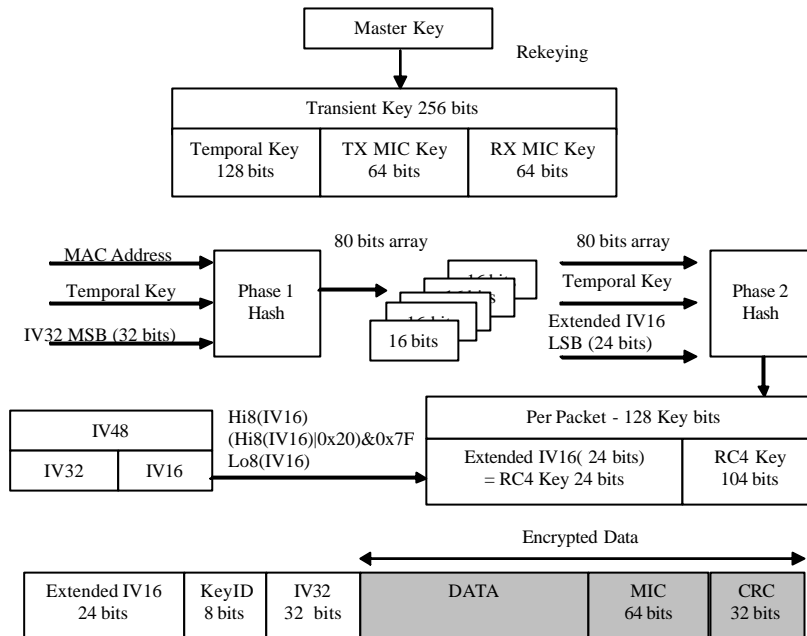 Master Key
Rekeying
Transient Key 256 bits
Temporal Key
128 bits
TX MIC Key
64 bits
RX MIC Key
64 bits
MAC Address
Temporal Key
IV32 MSB (32 bits)
Phase 1
Hash
80 bits array
16 bits
80 bits array
Temporal Key
Extended IV16
LSB (24 bits)
Phase 2
Hash
IV48
IV32
IV16
Hi8(IV16)
(Hi8(IV16)|0x20)&0x7F
Lo8(IV16)
Per Packet - 128 Key bits
Extended IV16( 24 bits)
= RC4 Key 24 bits
RC4 Key
104 bits
Encrypted Data
Extended IV16
24 bits
KeyID
8 bits
IV32
32 bits
DATA
MIC
64 bits
CRC
32 bits